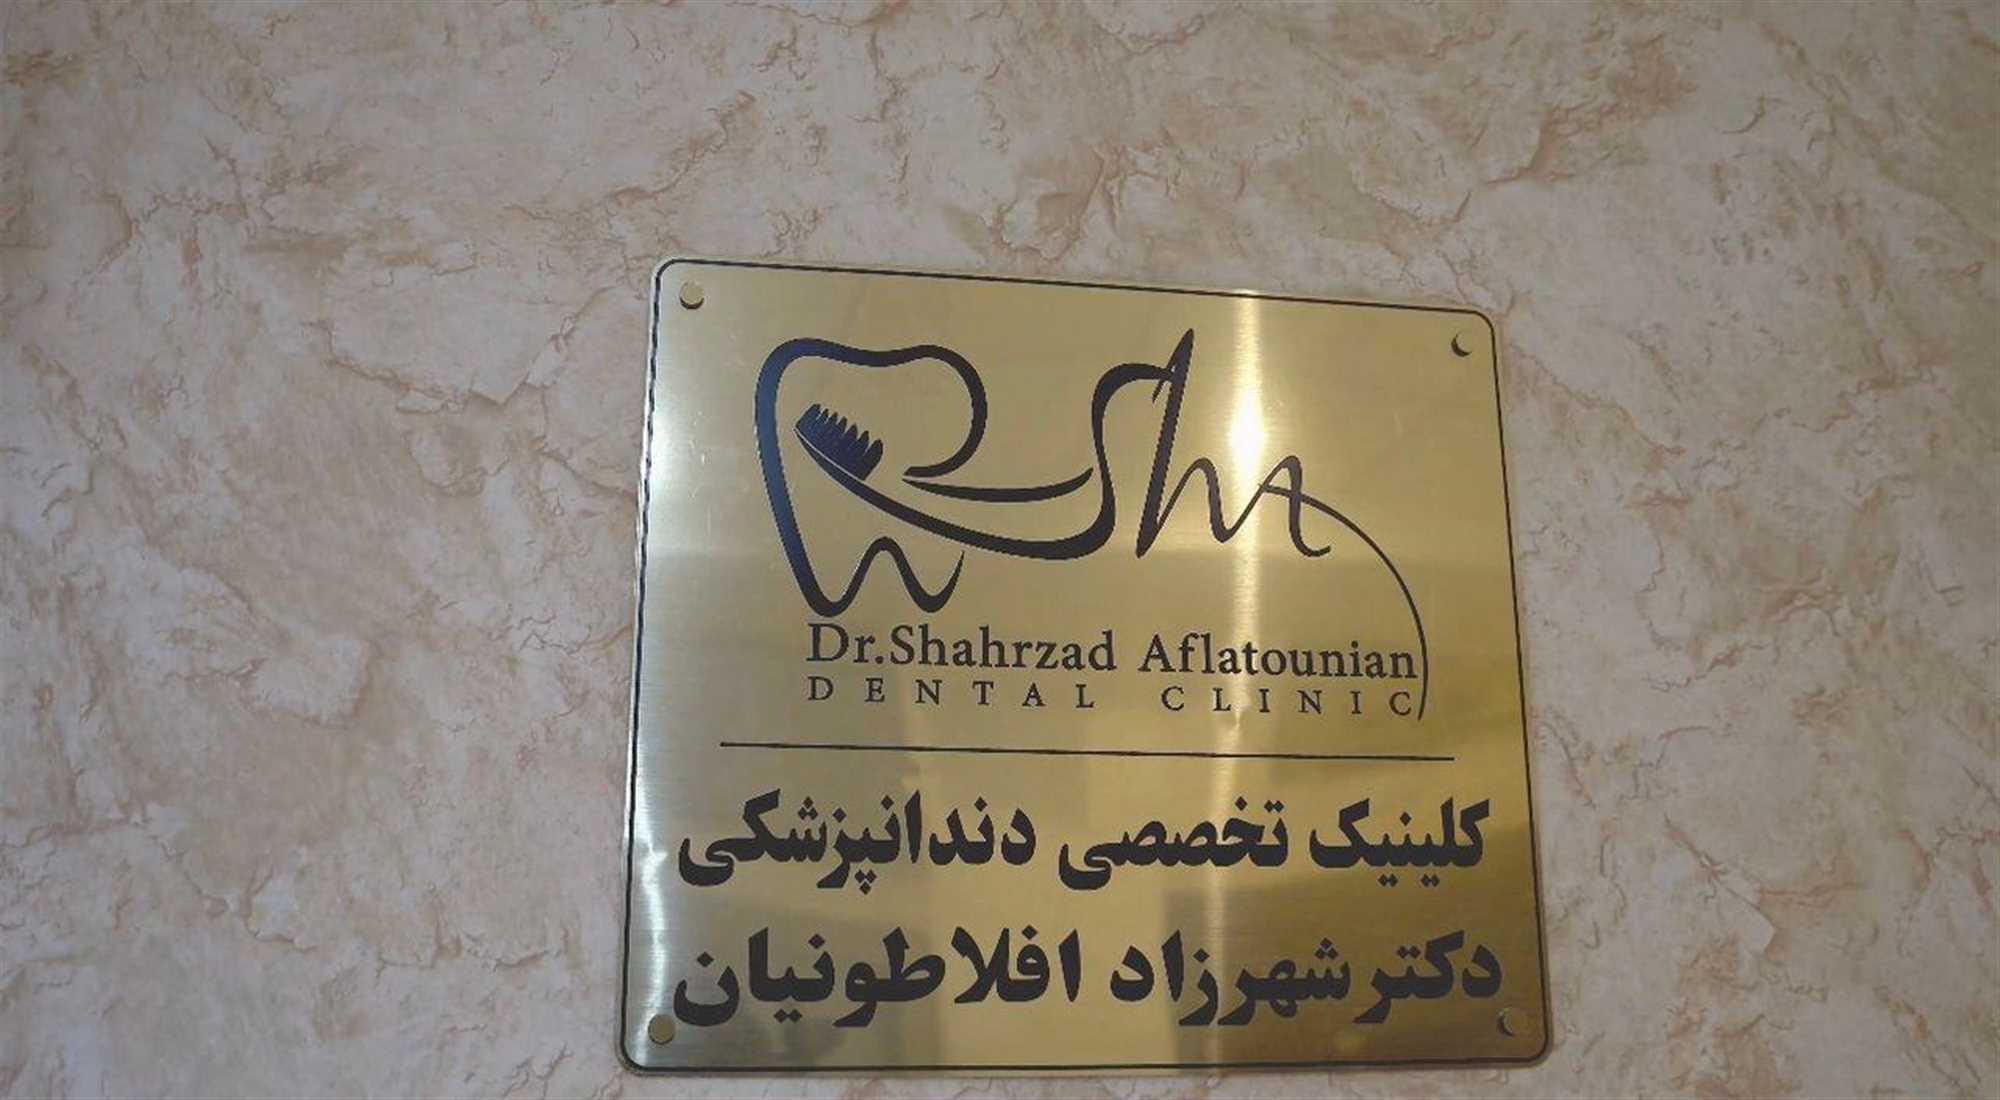 Sha
Dr.Shahrzad Aflatounian
DENTAL CLINIC
کلینیک تخصصی دندانپزشکی
دکتر شهرزاد افلاطونیان